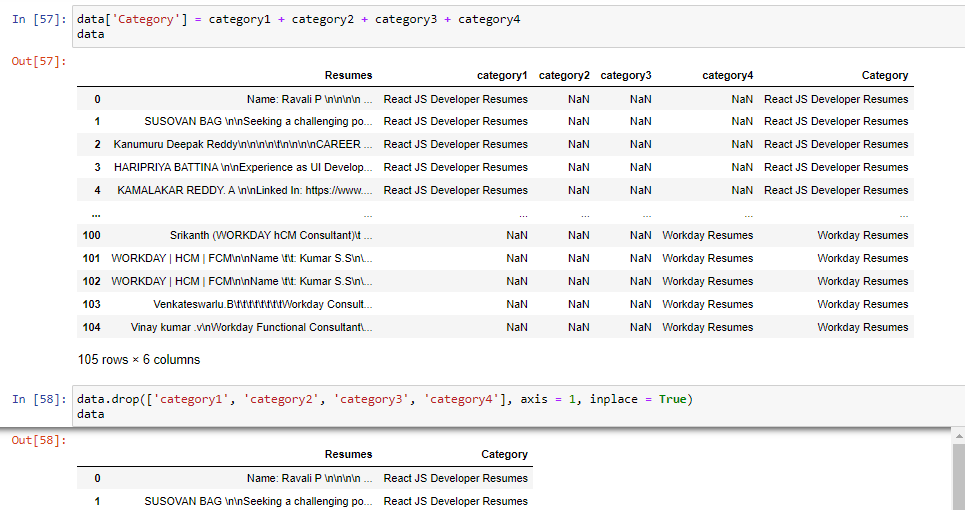 In [57]: data['Category'] = category1 + category2 + category3 + category4
data
Out[57]:
Resumes category1 category2 category3 category4 Category
0 Name: Ravali P \n\n\n\n ... React JS Developer Resumes NaN NaN NaN React JS Developer Resumes
1 SUSOVAN BAG \n\nSeeking a challenging po... React JS Developer Resumes NaN NaN NaN React JS Developer Resumes
2 Kanumuru Deepak Reddy\n\n\n\n\t\n\n\n\nCAREER ... React JS Developer Resumes NaN NaN NaN React JS Developer Resumes
3 HARIPRIYA BATTINA \n\nExperience as UI Develop... React JS Developer Resumes NaN NaN NaN React JS Developer Resumes
4 KAMALAKAR REDDY. A \n\nLinked In: https://www.... React JS Developer Resumes NaN NaN NaN React JS Developer Resumes
... ... ... ... ... ... ...
100 Srikanth (WORKDAY hCM Consultant)\t ... NaN NaN NaN Workday Resumes Workday Resumes
101 WORKDAY | HCM | FCM\n\nName \t\t: Kumar S.S\n\... NaN NaN NaN Workday Resumes Workday Resumes
102 WORKDAY | HCM | FCM\n\nName \t\t: Kumar S.S\n\... NaN NaN NaN Workday Resumes Workday Resumes
103 Venkateswarlu.B\t\t\t\t\t\t\t\tWorkday Consult... NaN NaN NaN Workday Resumes Workday Resumes
104 Vinay kumar .v\nWorkday Functional Consultant\... NaN NaN NaN Workday Resumes Workday Resumes
105 rows × 6 columns
In [58]: data.drop(['category1', 'category2', 'category3', 'category4'], axis = 1, inplace = True)
data
Out[58]:
Resumes Category
0 Name: Ravali P \n\n\n\n ... React JS Developer Resumes
1 SUSOVAN BAG \n\nSeeking a challenging po... React JS Developer Resumes